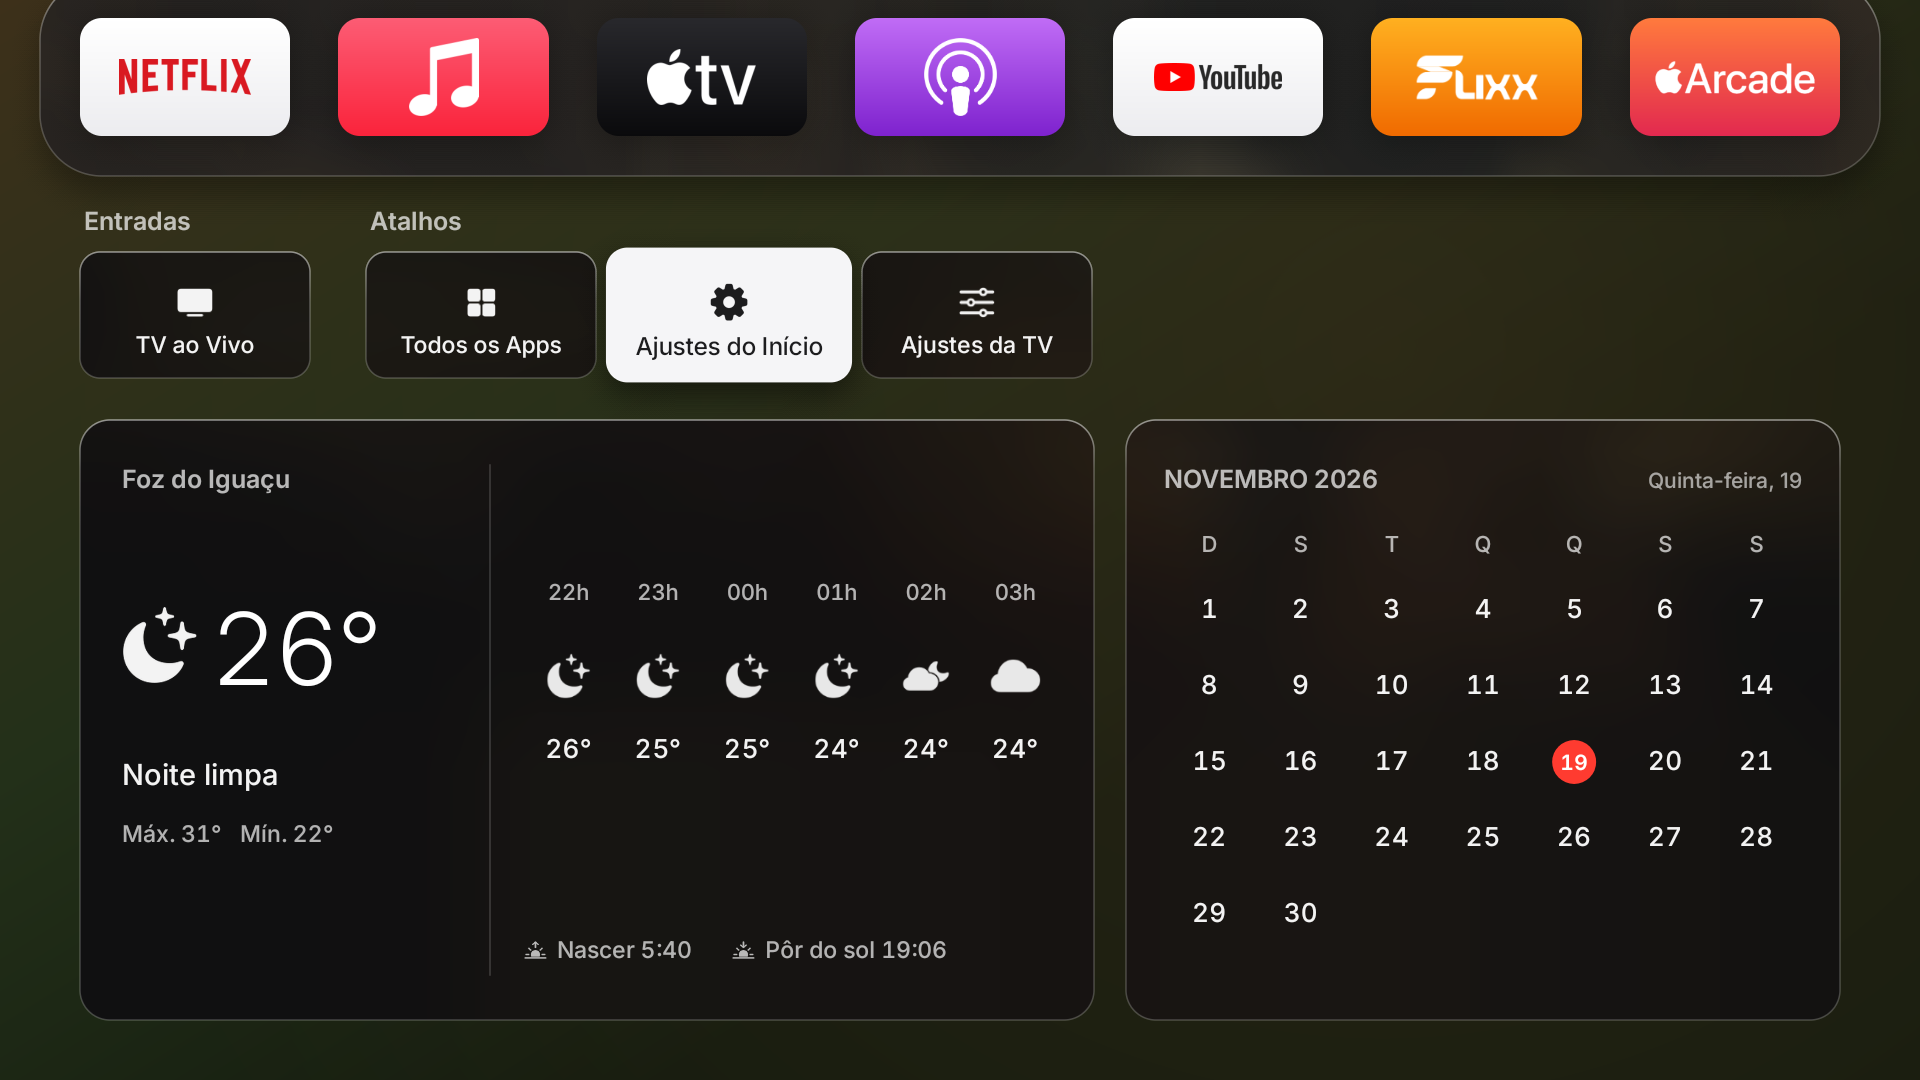 NETFLIX
tv
YouTube
FLIXX
Arcade
Entradas
Atalhos
TV ao Vivo
Todos os Apps
Ajustes do Início
Ajustes da TV
Foz do Iguaçu
26°
Noite limpa
Máx. 31° Mín. 22°
22h 23h 00h 01h 02h 03h
26° 25° 25° 24° 24° 24°
Nascer 5:40 Pôr do sol 19:06
NOVEMBRO 2026
Quinta-feira, 19
D S T Q Q S S
1 2 3 4 5 6 7
8 9 10 11 12 13 14
15 16 17 18 19 20 21
22 23 24 25 26 27 28
29 30